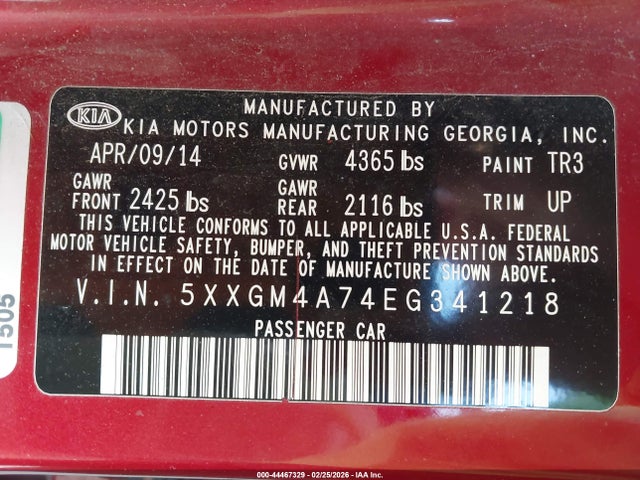 KIA
MANUFACTURED BY
KIA MOTORS MANUFACTURING GEORGIA, INC.
APR/09/14 GVWR 4365 lbs PAINT TR3
GAWR FRONT 2425 lbs GAWR REAR 2116 lbs TRIM UP
THIS VEHICLE CONFORMS TO ALL APPLICABLE U.S.A. FEDERAL
MOTOR VEHICLE SAFETY, BUMPER, AND THEFT PREVENTION STANDARDS
IN EFFECT ON THE DATE OF MANUFACTURE SHOWN ABOVE.
V.I.N. 5XXGM4A74EG341218
PASSENGER CAR
1505
000-44467329 - 02/25/2026 - IAA Inc.